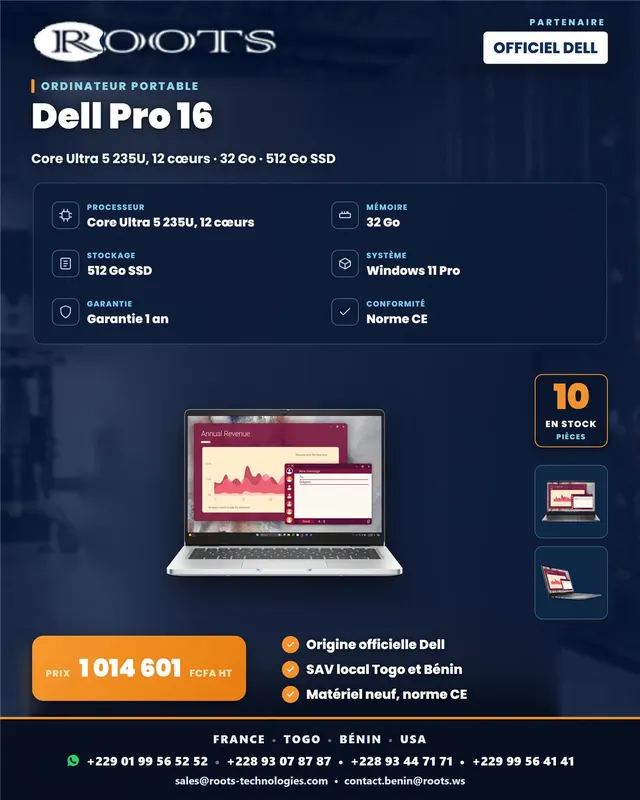 ROOTS
PARTENAIRE
OFFICIEL DELL
ORDINATEUR PORTABLE
Dell Pro 16
Core Ultra 5 235U, 12 cœurs · 32 Go · 512 Go SSD
PROCESSEUR
Core Ultra 5 235U, 12 cœurs
MÉMOIRE
32 Go
STOCKAGE
512 Go SSD
SYSTÈME
Windows 11 Pro
GARANTIE
Garantie 1 an
CONFORMITÉ
Norme CE
10
EN STOCK
PIÈCES
Annual Revenue
New message
To:
Subject:
Send
PRIX 1 014 601 FCFA HT
Origine officielle Dell
SAV local Togo et Bénin
Matériel neuf, norme CE
FRANCE • TOGO • BÉNIN • USA
+229 01 99 56 52 52 • +228 93 07 87 87 • +228 93 44 71 71 • +229 99 56 41 41
sales@roots-technologies.com • contact.benin@roots.ws